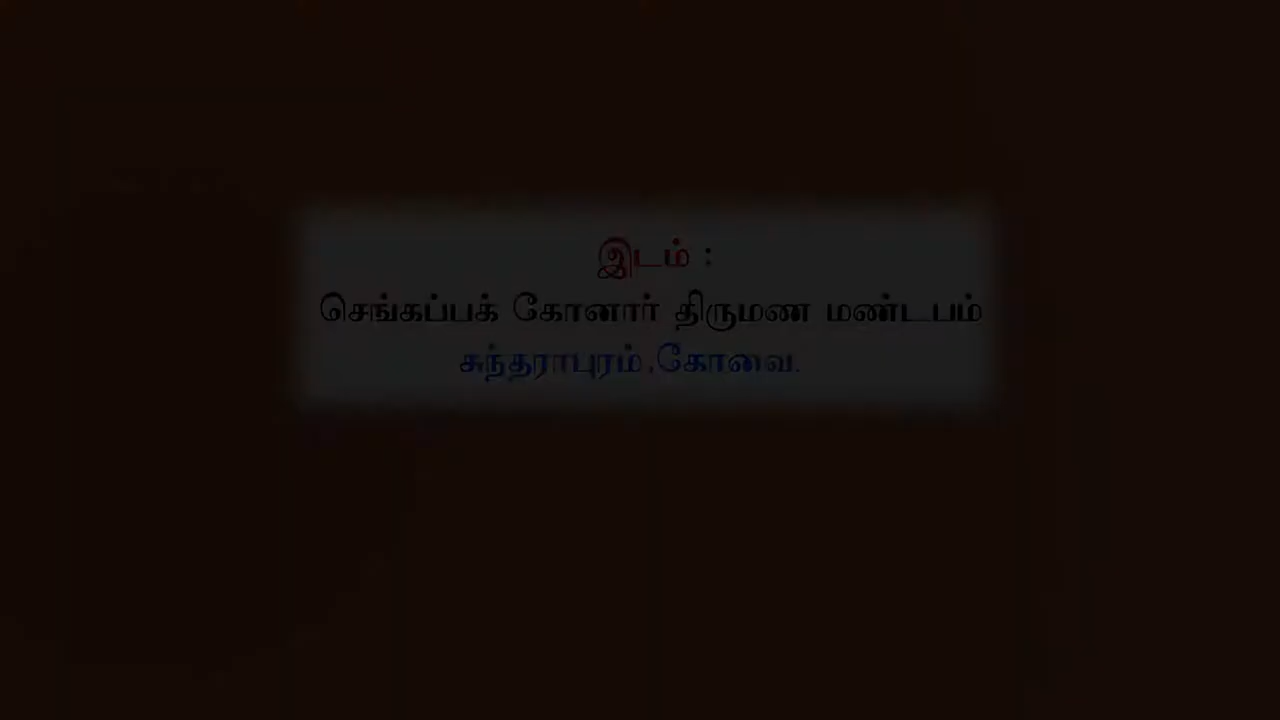 இடம் :
செங்கப்பக் கோனார் திருமண மண்டபம்
சுந்தராபுரம்,கோவை.